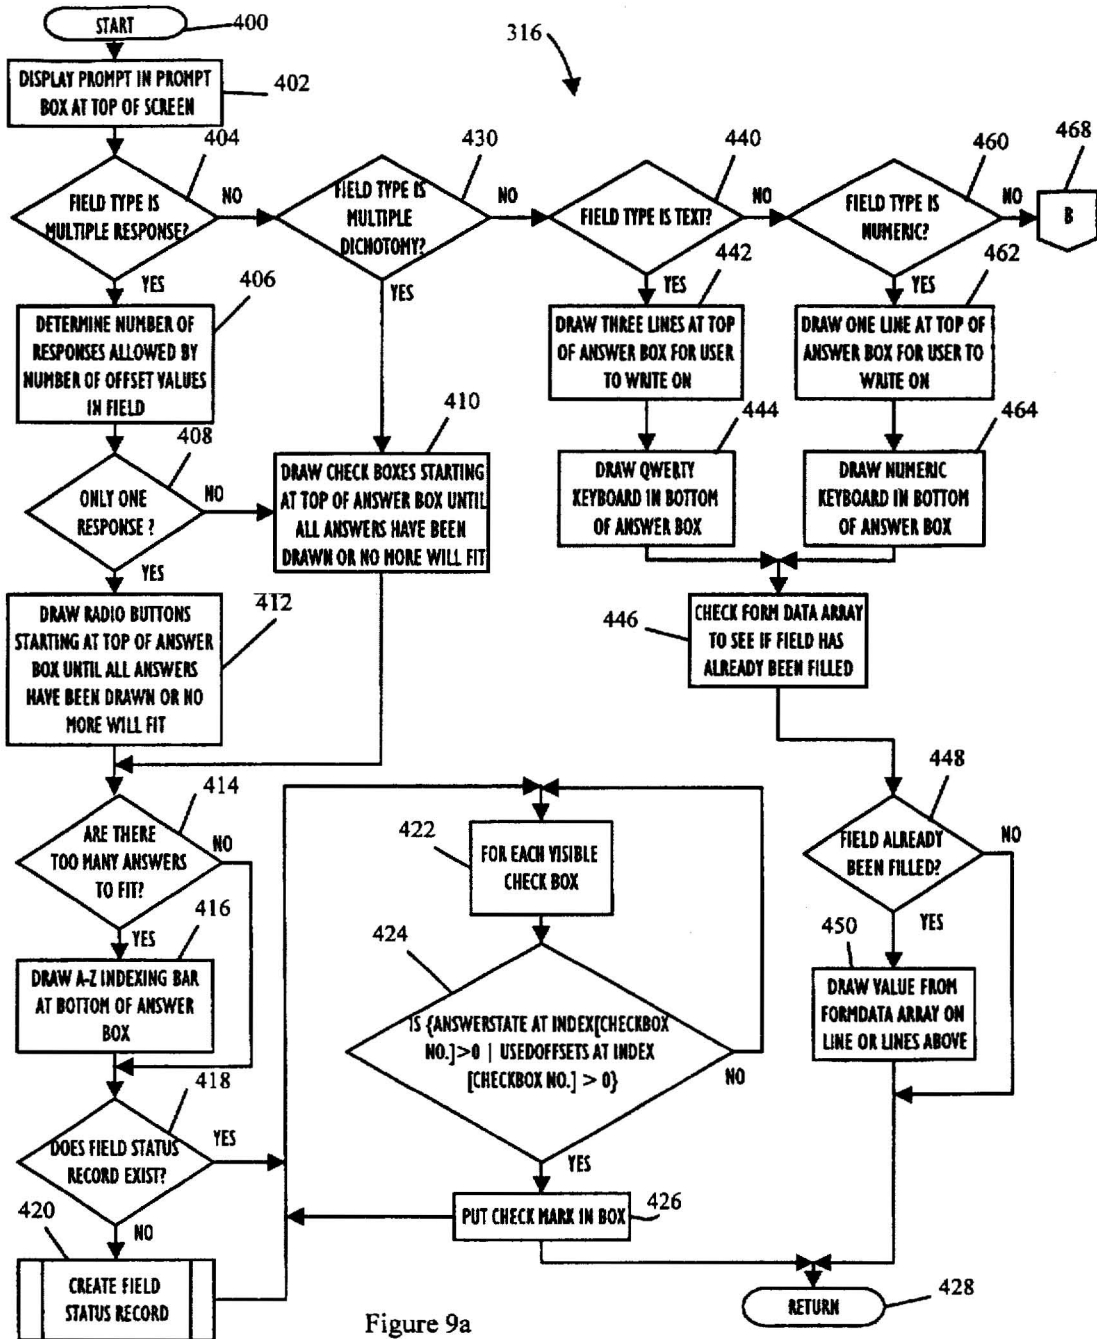 START
400
316
DISPLAY PROMPT IN PROMPT
BOX AT TOP OF SCREEN
402
404
FIELD TYPE IS
MULTIPLE RESPONSE?
NO
YES
430
FIELD TYPE IS
MULTIPLE
DICHOTOMY?
NO
YES
440
FIELD TYPE IS TEXT?
NO
YES
460
FIELD TYPE IS
NUMERIC?
NO
YES
468
B
406
DETERMINE NUMBER OF
RESPONSES ALLOWED BY
NUMBER OF OFFSET VALUES
IN FIELD
442
DRAW THREE LINES AT TOP
OF ANSWER BOX FOR USER
TO WRITE ON
462
DRAW ONE LINE AT TOP OF
ANSWER BOX FOR USER TO
WRITE ON
408
ONLY ONE
RESPONSE ?
NO
YES
410
DRAW CHECK BOXES STARTING
AT TOP OF ANSWER BOX UNTIL
ALL ANSWERS HAVE BEEN
DRAWN OR NO MORE WILL FIT
444
DRAW QWERTY
KEYBOARD IN BOTTOM
OF ANSWER BOX
464
DRAW NUMERIC
KEYBOARD IN BOTTOM
OF ANSWER BOX
412
DRAW RADIO BUTTONS
STARTING AT TOP OF ANSWER
BOX UNTIL ALL ANSWERS
HAVE BEEN DRAWN OR NO
MORE WILL FIT
446
CHECK FORM DATA ARRAY
TO SEE IF FIELD HAS
ALREADY BEEN FILLED
414
ARE THERE
TOO MANY ANSWERS
TO FIT?
NO
YES
416
DRAW A-Z INDEXING BAR
AT BOTTOM OF ANSWER
BOX
422
FOR EACH VISIBLE
CHECK BOX
448
FIELD ALREADY
BEEN FILLED?
NO
YES
424
IS {ANSWERSTATE AT INDEX[CHECKBOX
NO.]>0 | USEDOFFSETS AT INDEX
[CHECKBOX NO.] > 0}
NO
YES
450
DRAW VALUE FROM
FORMDATA ARRAY ON
LINE OR LINES ABOVE
418
DOES FIELD STATUS
RECORD EXIST?
YES
NO
420
CREATE FIELD
STATUS RECORD
PUT CHECK MARK IN BOX
426
RETURN
428
Figure 9a